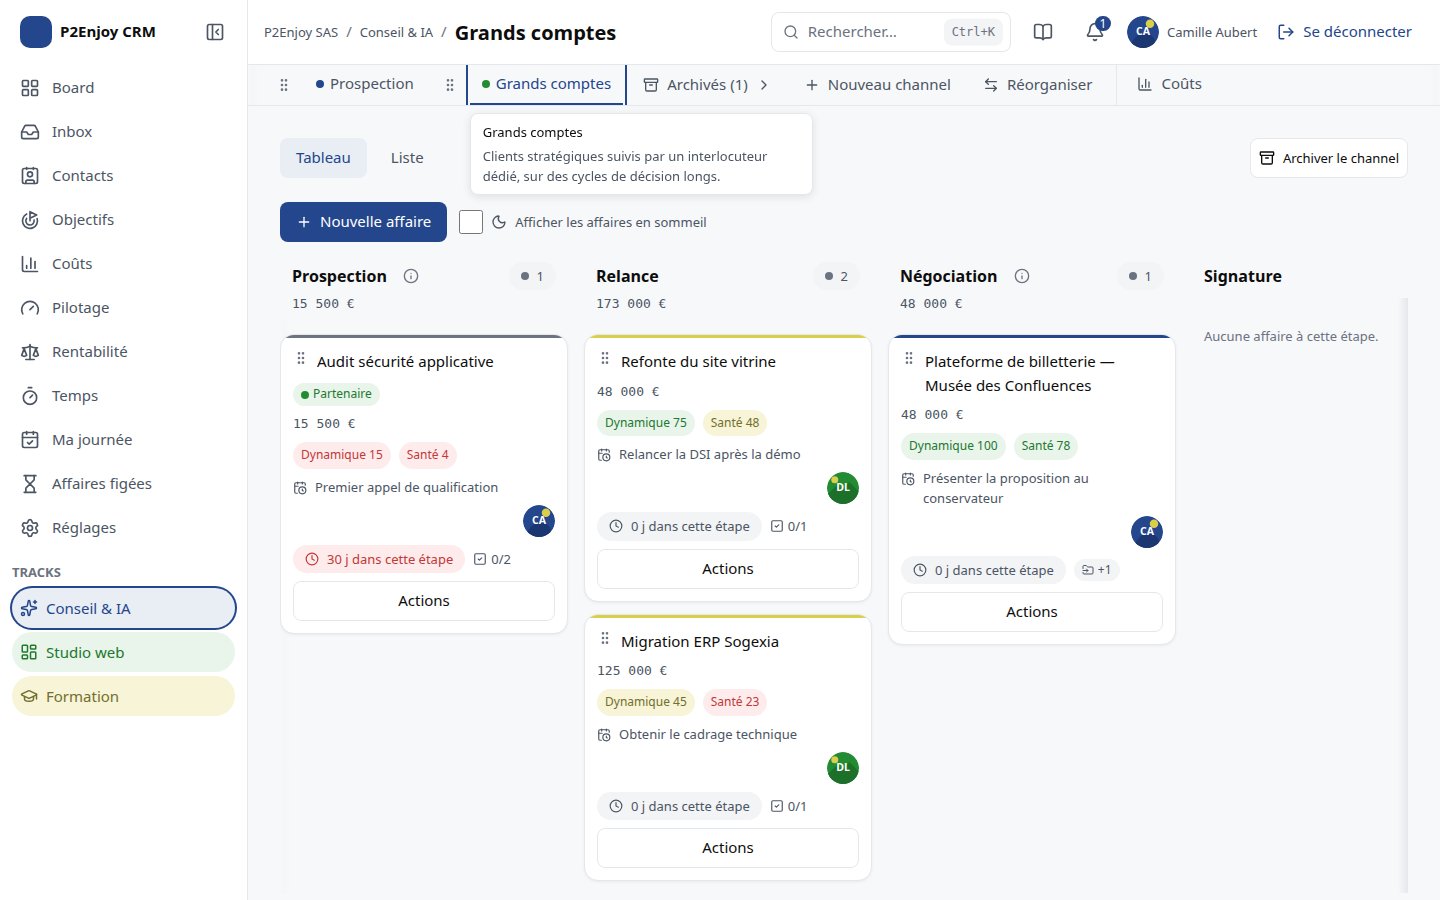 P2Enjoy CRM
Board
Inbox
Contacts
Objectifs
Coûts
Pilotage
Rentabilité
Temps
Ma journée
Affaires figées
Réglages
TRACKS
Conseil & IA
Studio web
Formation
P2Enjoy SAS / Conseil & IA / Grands comptes
Rechercher... Ctrl+K
1
CA Camille Aubert
Se déconnecter
Prospection
Grands comptes
Archivés (1)
Nouveau channel
Réorganiser
Coûts
Grands comptes
Clients stratégiques suivis par un interlocuteur
dédié, sur des cycles de décision longs.
Tableau
Liste
Archiver le channel
Nouvelle affaire
Afficher les affaires en sommeil
Prospection 1
15 500 €
Audit sécurité applicative
Partenaire
15 500 €
Dynamique 15 Santé 4
Premier appel de qualification
CA
30 j dans cette étape 0/2
Actions
Relance 2
173 000 €
Refonte du site vitrine
48 000 €
Dynamique 75 Santé 48
Relancer la DSI après la démo
DL
0 j dans cette étape 0/1
Actions
Migration ERP Sogexia
125 000 €
Dynamique 45 Santé 23
Obtenir le cadrage technique
DL
0 j dans cette étape 0/1
Actions
Négociation 1
48 000 €
Plateforme de billetterie —
Musée des Confluences
48 000 €
Dynamique 100 Santé 78
Présenter la proposition au
conservateur
CA
0 j dans cette étape +1
Actions
Signature
Aucune affaire à cette étape.